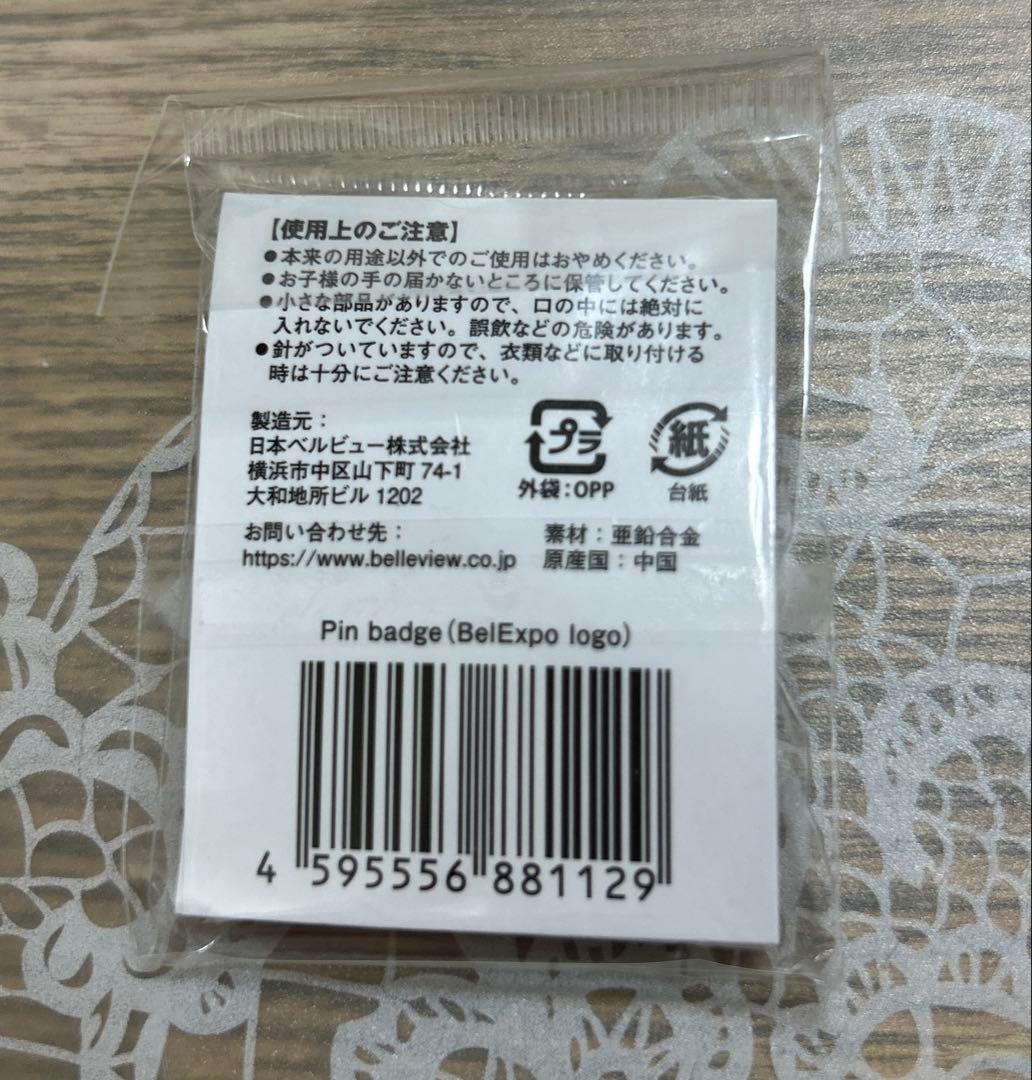 【使用上のご注意】
●本来の用途以外でのご使用はおやめください。
●お子様の手の届かないところに保管してください。
●小さな部品がありますので、口の中には絶対に
入れないでください。誤飲などの危険があります。
●針がついていますので、衣類などに取り付ける
時は十分にご注意ください。
製造元：
日本ベルビュー株式会社
横浜市中区山下町 74-1
大和地所ビル 1202
プラ
外袋：OPP
紙
台紙
お問い合わせ先：
https://www.belleview.co.jp
素材：亜鉛合金
原産国：中国
Pin badge（BelExpo logo）
4 595556 881129